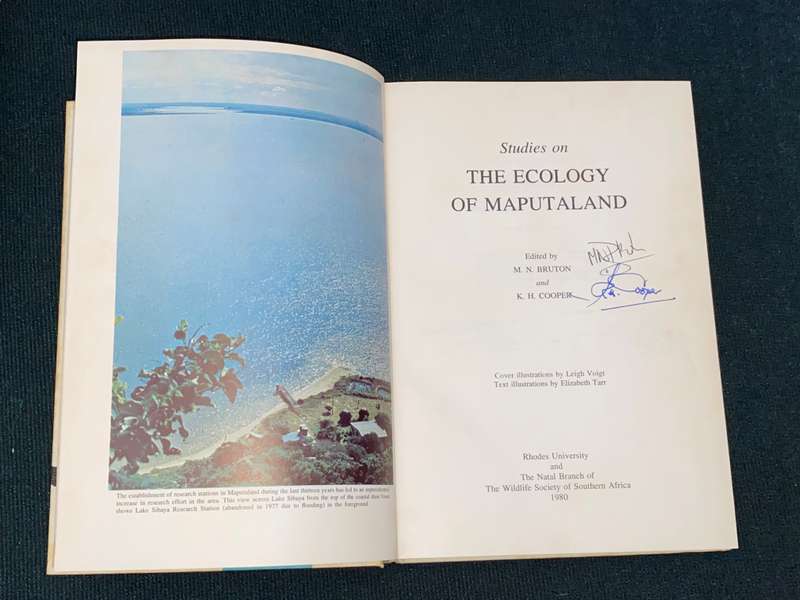 The establishment of research stations in Maputaland during the last thirteen years has led to an
increase in research effort in the area. This view across Lake Sibaya from the top of the coastal dune
shows Lake Sibaya Research Station (abandoned in 1977 due to flooding) in the foreground.
Studies on
THE ECOLOGY
OF MAPUTALAND
Edited by
M. N. BRUTON
and
K. H. COOPER
K.H. Cooper
Cover illustrations by Leigh Voigt
Text illustrations by Elizabeth Tarr
Rhodes University
and
The Natal Branch of
The Wildlife Society of Southern Africa
1980